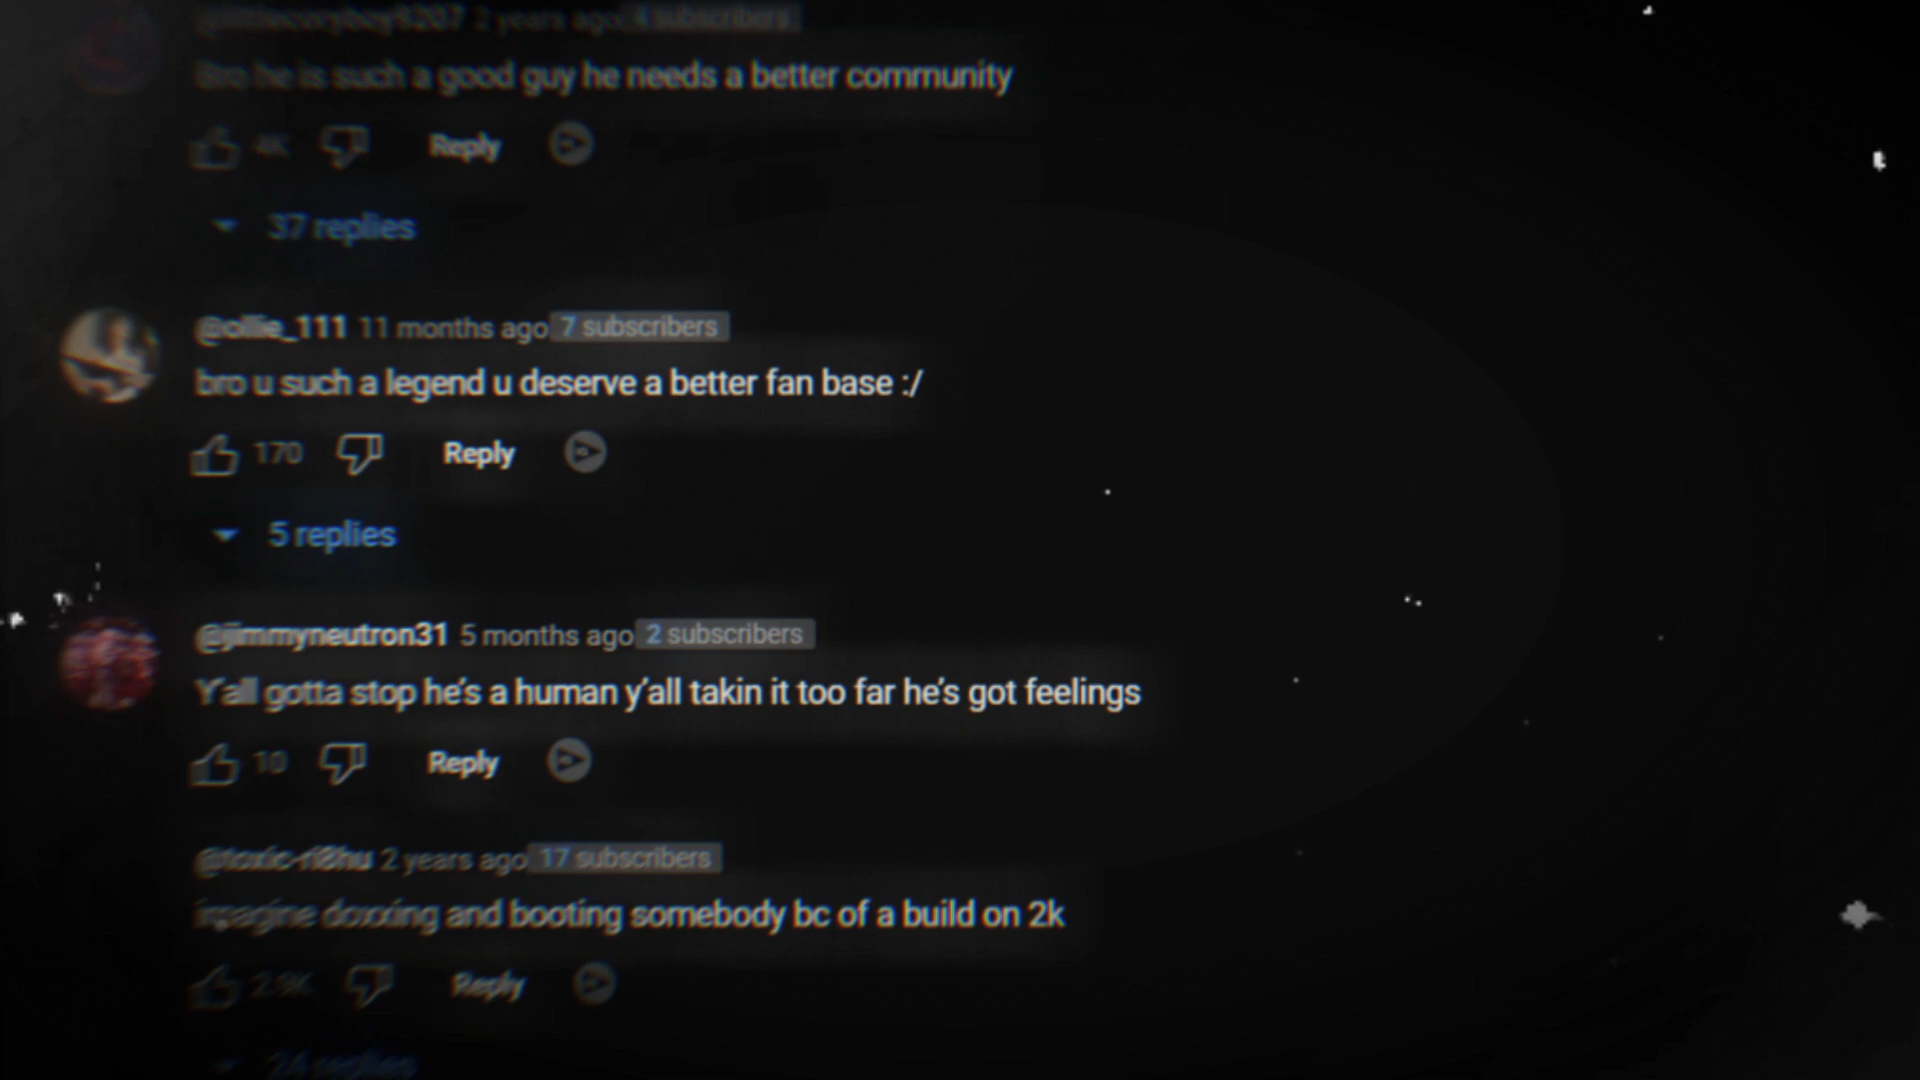 2 years ago 4 subscribers
Bro he is such a good guy he needs a better community
4K Reply
37 replies
@ollie_111 11 months ago 7 subscribers
bro u such a legend u deserve a better fan base :/
170 Reply
5 replies
@jimmyneutron31 5 months ago 2 subscribers
Y'all gotta stop he's a human y'all takin it too far he's got feelings
10 Reply
2 years ago 17 subscribers
imagine doxxing and booting somebody bc of a build on 2k
2.9K Reply
24 replies